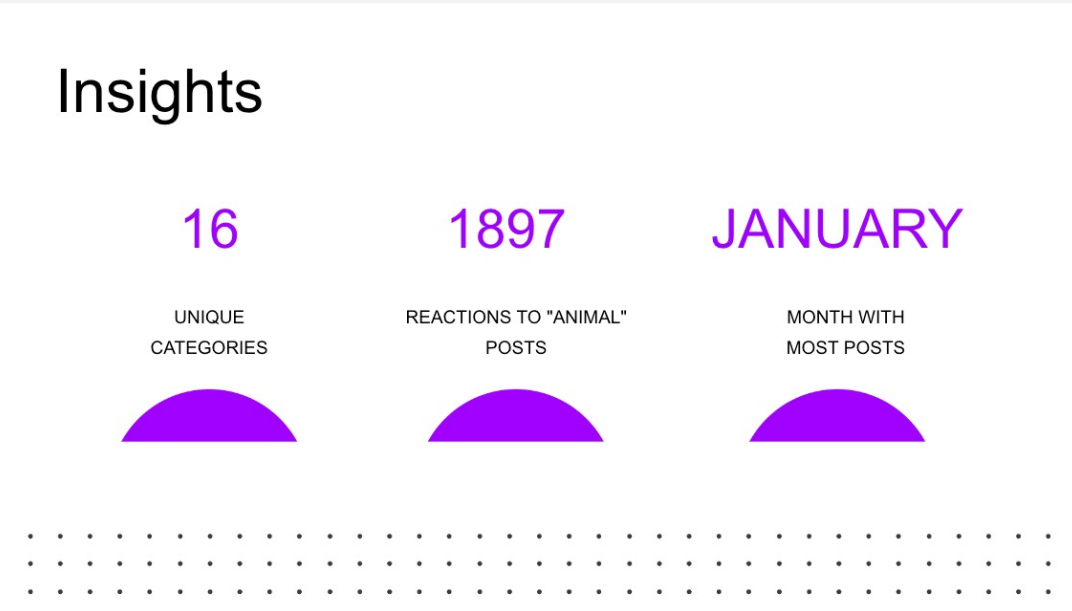 Insights
16
UNIQUE
CATEGORIES
1897
REACTIONS TO "ANIMAL"
POSTS
JANUARY
MONTH WITH
MOST POSTS